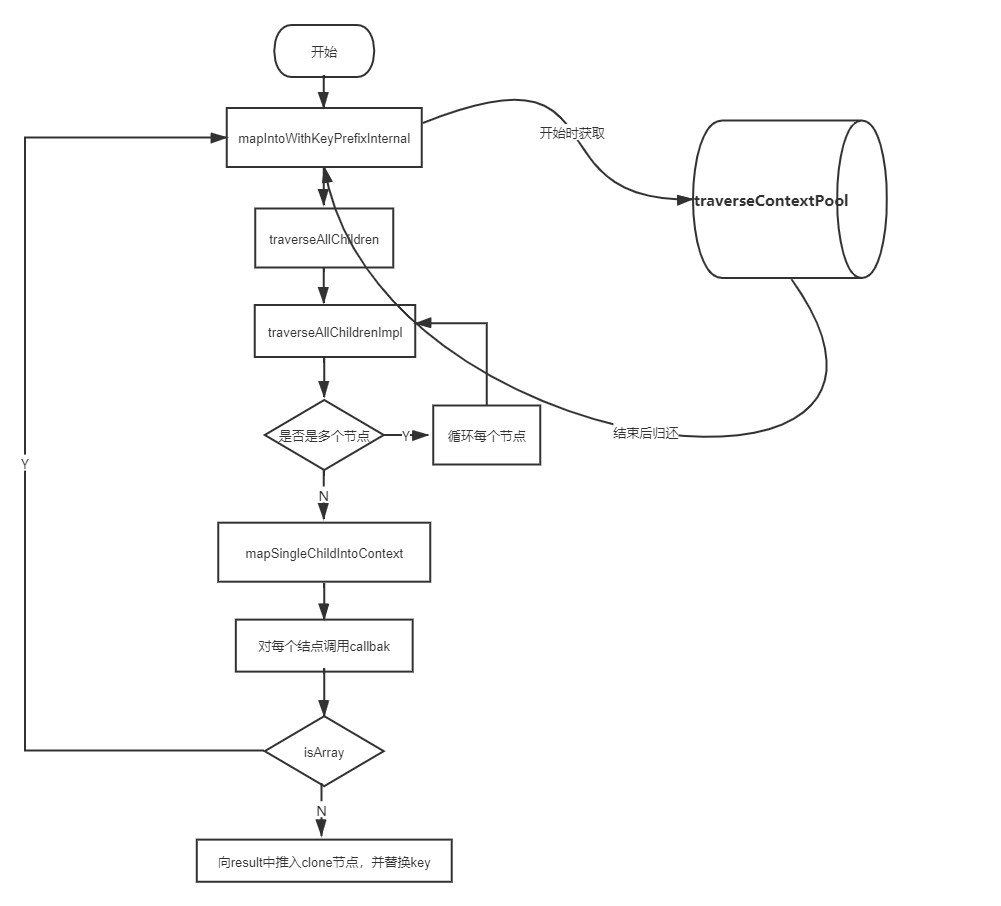 开始
mapIntoWithKeyPrefixInternal
开始时获取
traverseContextPool
traverseAllChildren
traverseAllChildrenImpl
是否是多个节点
Y
循环每个节点
结束后归还
Y
N
mapSingleChildIntoContext
对每个结点调用callbak
isArray
N
向result中推入clone节点，并替换key